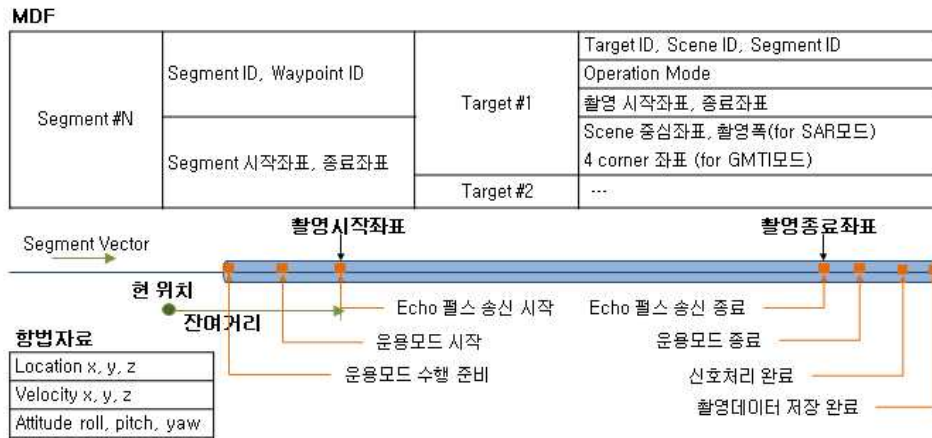 MDF
Segment #N
Segment ID, Waypoint ID
Segment 시작좌표, 종료좌표
Target #1
Target ID, Scene ID, Segment ID
Operation Mode
촬영 시작좌표, 종료좌표
Scene 중심좌표, 촬영폭(for SAR모드)
4 corner 좌표 (for GMTI모드)
Target #2
---
촬영시작좌표
촬영종료좌표
Segment Vector
현 위치
잔여거리
Echo 펄스 송신 시작
Echo 펄스 송신 종료
운용모드 시작
운용모드 종료
운용모드 수행 준비
신호처리 완료
촬영데이터 저장 완료
항법자료
Location x, y, z
Velocity x, y, z
Attitude roll, pitch, yaw